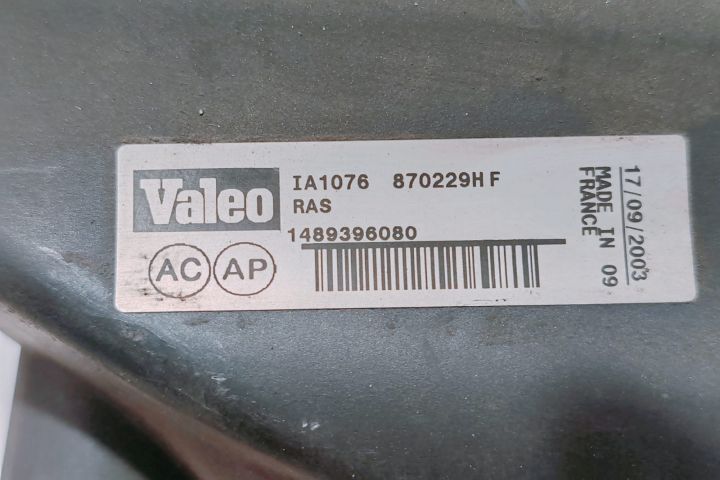 Valeo
IA1076 870229H F
RAS
1489396080
AC AP
17/09/2003
MADE IN 09
FRANCE